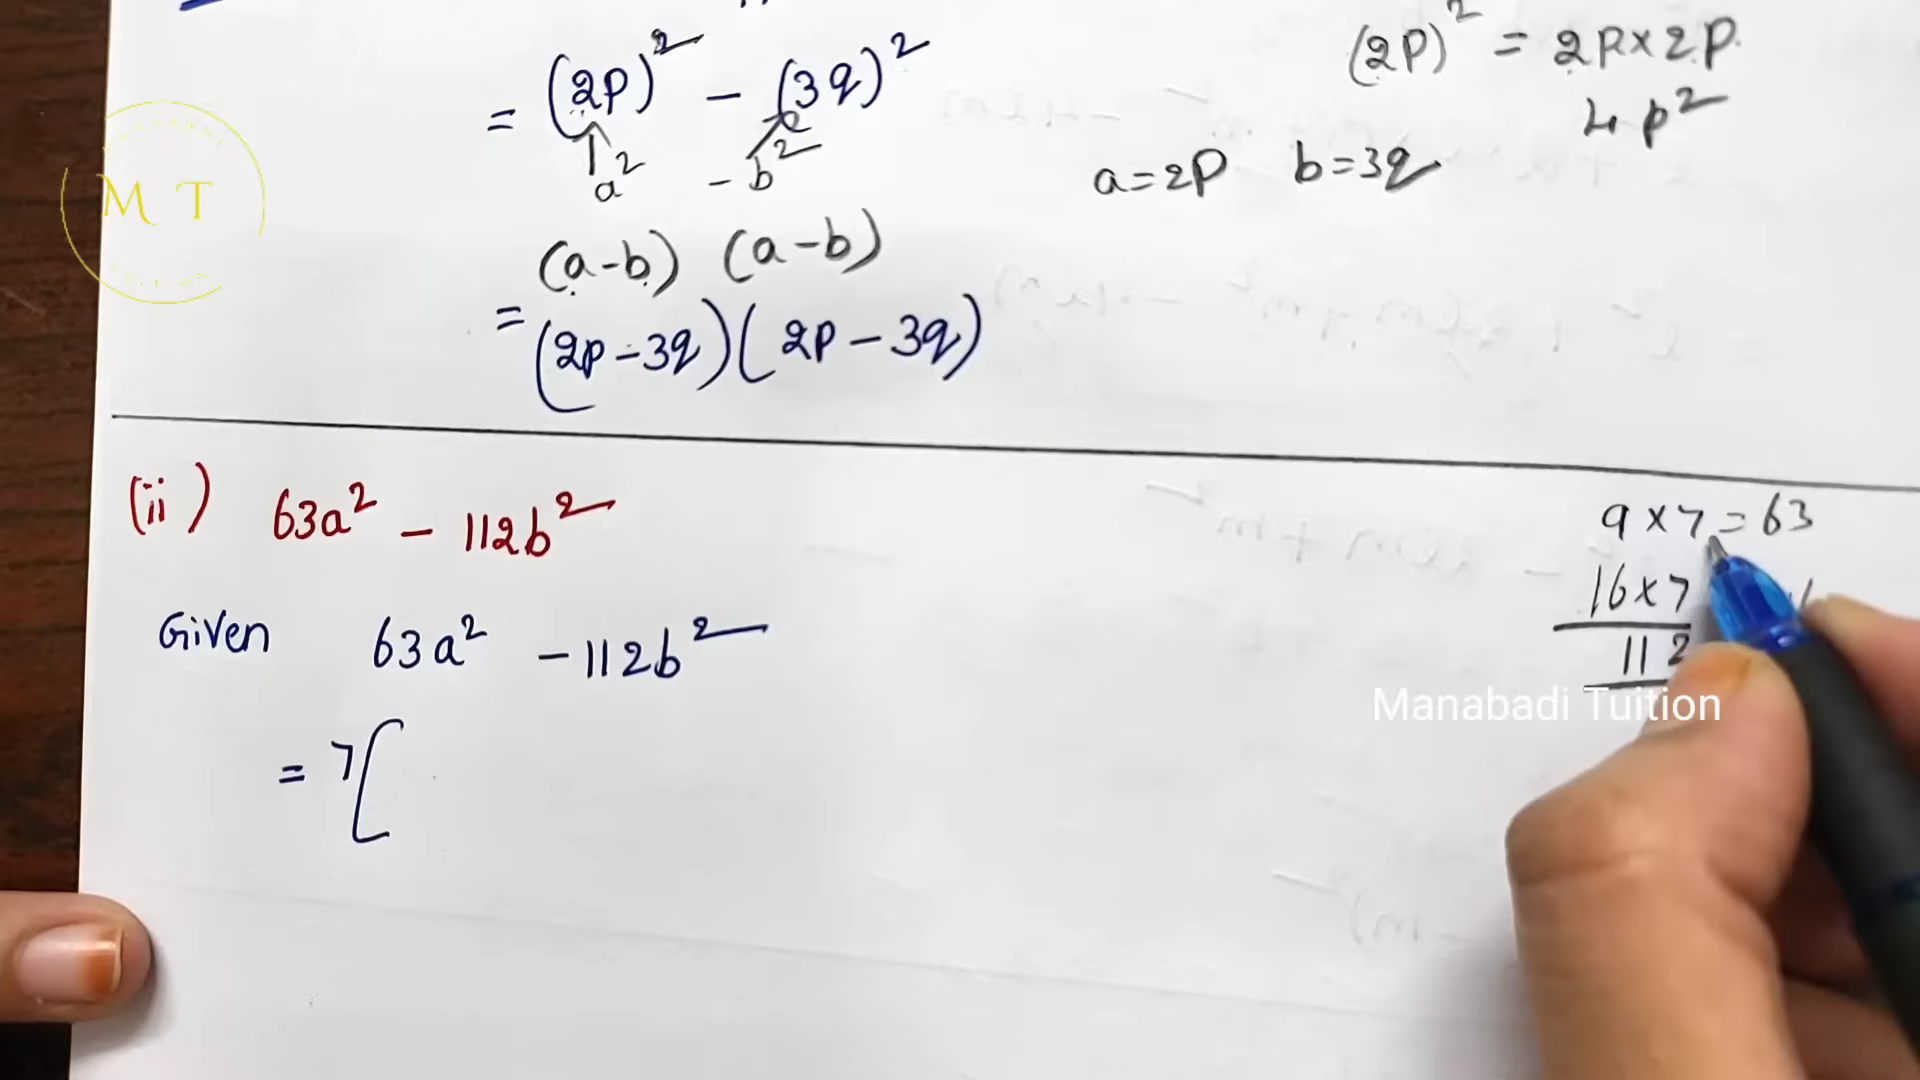 = (2p)² - (3q)²
a² - b²
(2P)² = 2P×2P
4p²
a=2P b=3q
(a-b) (a-b)
= (2p-3q)(2p-3q)
M T
(ii) 63a² - 112b²
9×7=63
16×7
112
Given 63a² - 112b²
= 7[
Manabadi Tuition